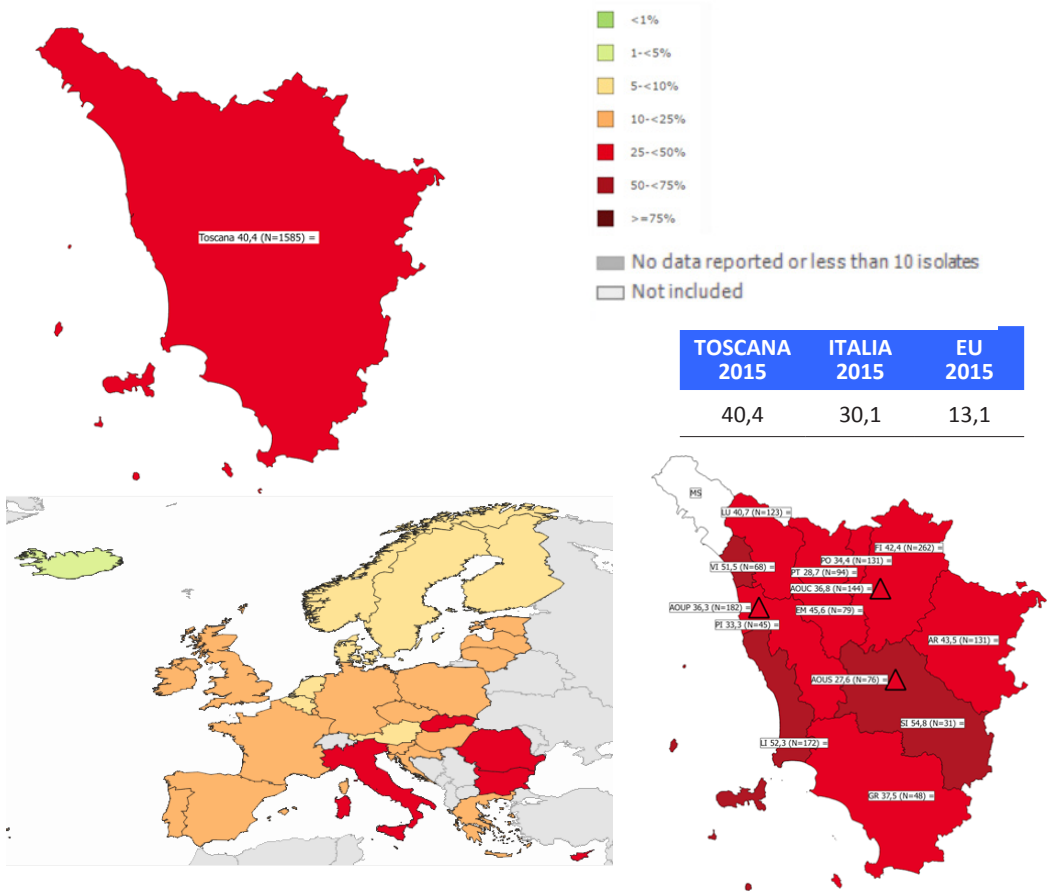 <1%
1-<5%
5-<10%
10-<25%
25-<50%
50-<75%
>=75%
No data reported or less than 10 isolates
Not included
Toscana 40,4 (N=1585) =
TOSCANA 2015
ITALIA 2015
EU 2015
40,4
30,1
13,1
MS
LU 40,7 (N=123) =
FI 42,4 (N=262) =
PO 34,4 (N=131) =
VI 51,5 (N=68) =
PT 28,7 (N=94) =
AOUC 36,8 (N=144) =
AOUP 36,3 (N=182) =
EM 45,6 (N=79) =
PI 33,3 (N=45) =
AR 43,5 (N=131) =
AOUS 27,6 (N=76) =
SI 54,8 (N=31) =
LI 52,3 (N=172) =
GR 37,5 (N=48) =